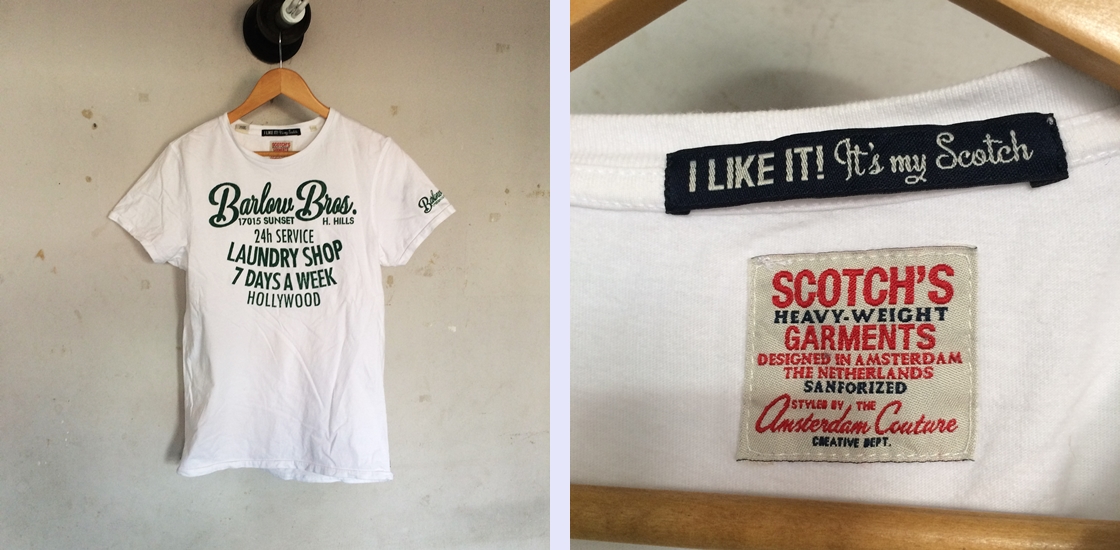 Barlow Bros.
17015 SUNSET H. HILLS
24h SERVICE
LAUNDRY SHOP
7 DAYS A WEEK
HOLLYWOOD
I LIKE IT! It's my Scotch
SCOTCH'S
HEAVY-WEIGHT
GARMENTS
DESIGNED IN AMSTERDAM
THE NETHERLANDS
SANFORIZED
STYLED BY THE
Amsterdam Couture
CREATIVE DEPT.